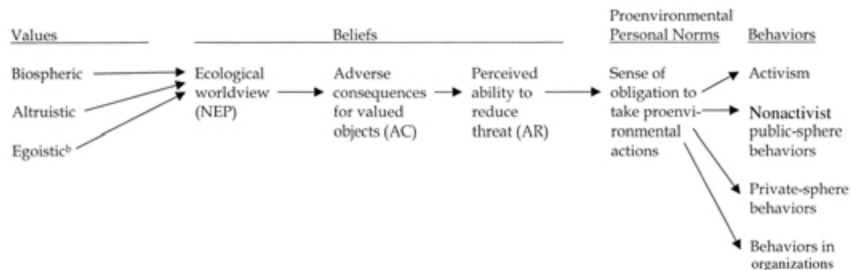 Proenvironmental
Values Beliefs Personal Norms Behaviors
Biospheric
Altruistic
Egoisticᵇ
Ecological
worldview
(NEP)
Adverse
consequences
for valued
objects (AC)
Perceived
ability to
reduce
threat (AR)
Sense of
obligation to
take proenvi-
ronmental
actions
Activism
Nonactivist
public-sphere
behaviors
Private-sphere
behaviors
Behaviors in
organizations